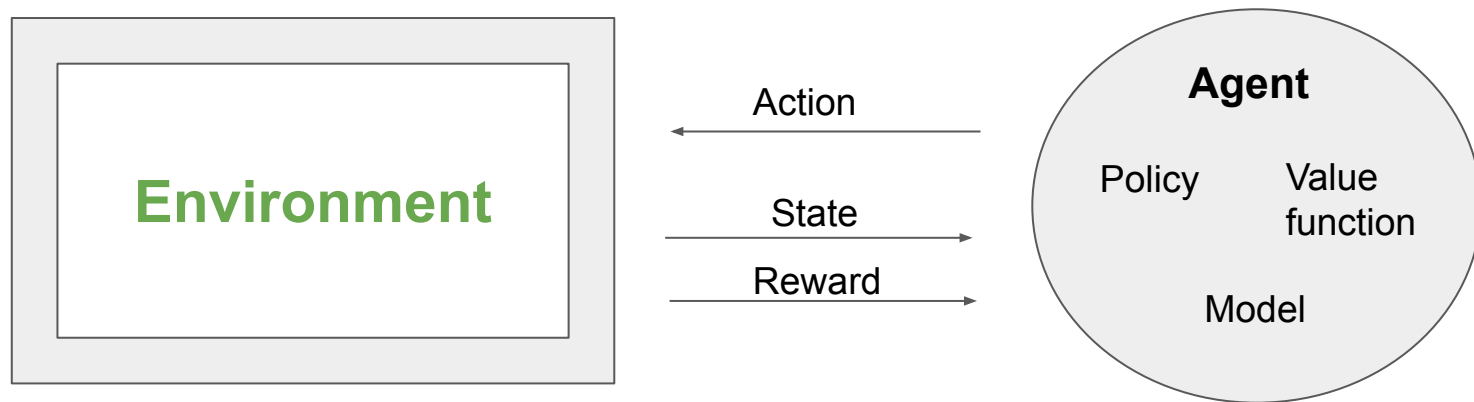 Environment
Action
State
Reward
Agent
Policy
Value
function
Model